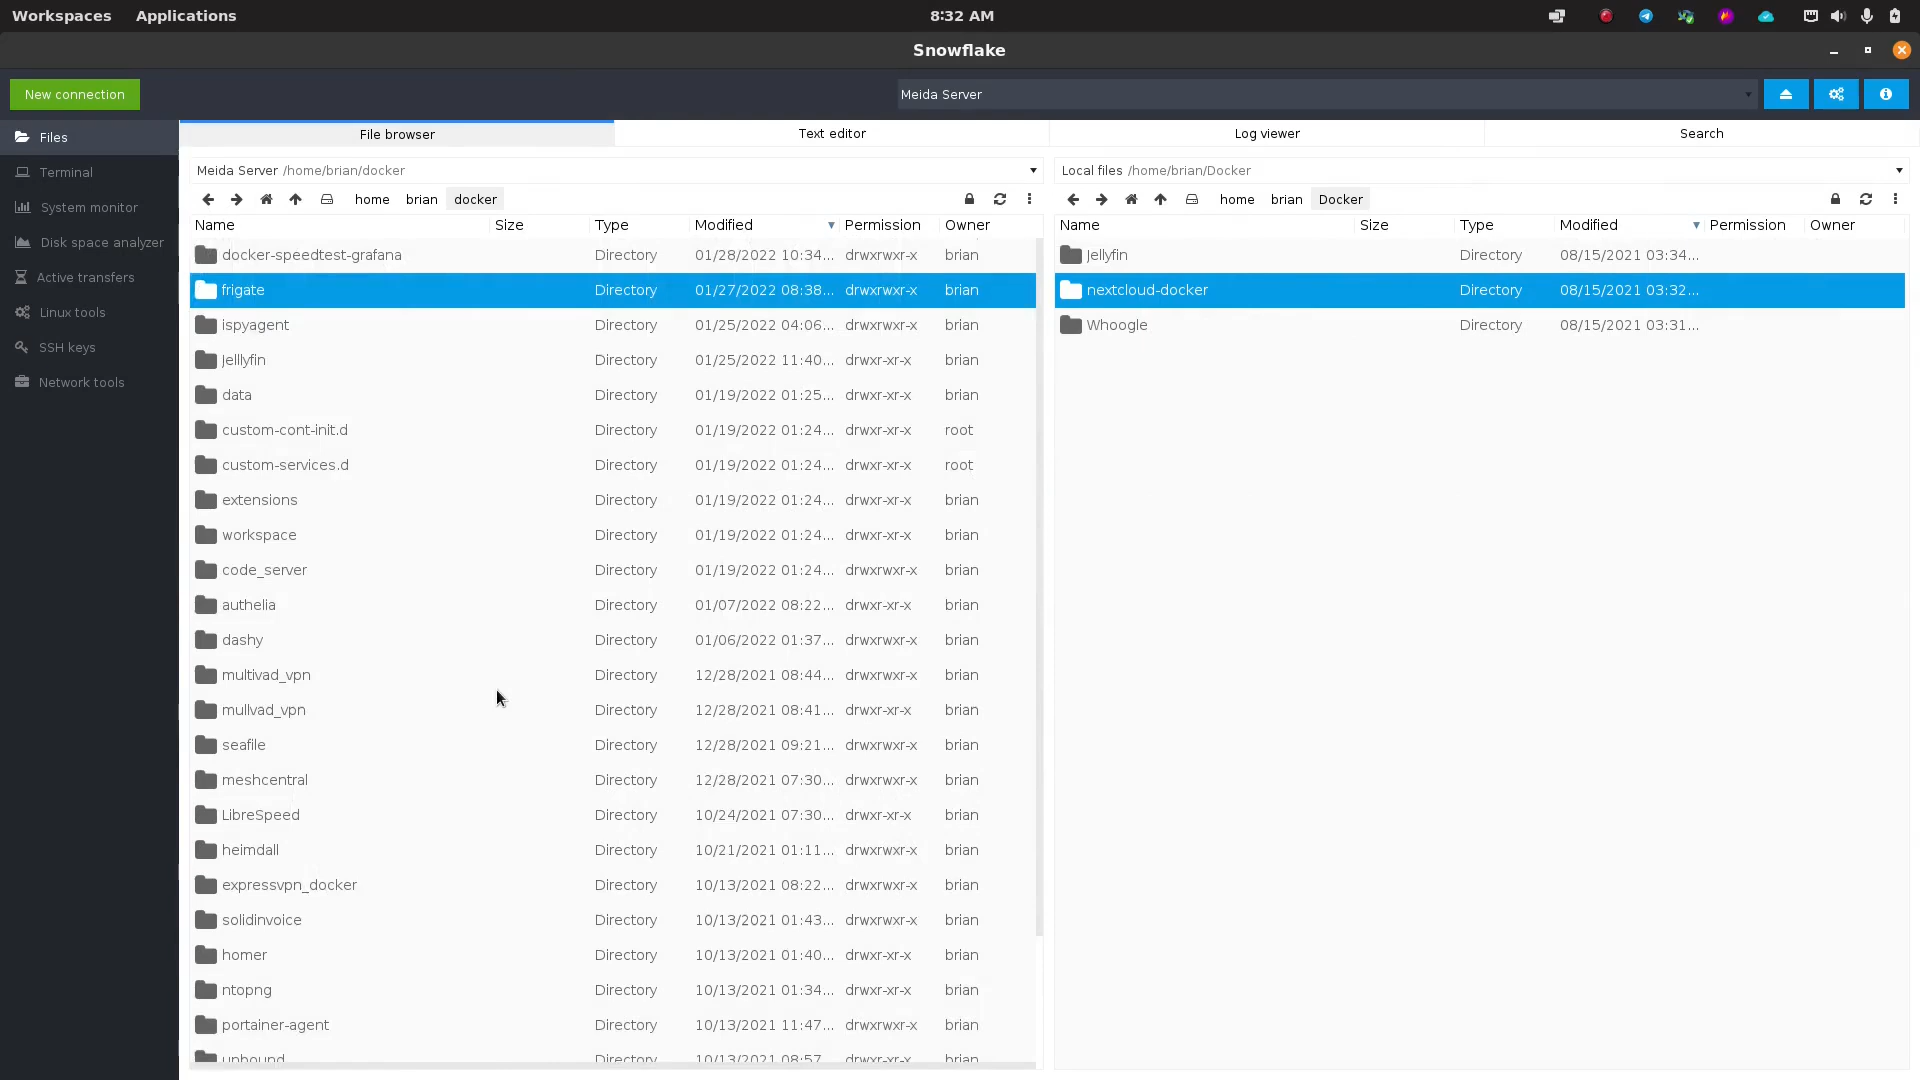 Workspaces Applications 8:32 AM
Snowflake
New connection Meida Server
Files File browser Text editor Log viewer Search
Terminal
System monitor
Disk space analyzer
Active transfers
Linux tools
SSH keys
Network tools
Meida Server /home/brian/docker
home brian docker
Name Size Type Modified Permission Owner
docker-speedtest-grafana Directory 01/28/2022 10:34... drwxrwxr-x brian
frigate Directory 01/27/2022 08:38... drwxrwxr-x brian
ispyagent Directory 01/25/2022 04:06... drwxrwxr-x brian
Jelllyfin Directory 01/25/2022 11:40... drwxr-xr-x brian
data Directory 01/19/2022 01:25... drwxr-xr-x brian
custom-cont-init.d Directory 01/19/2022 01:24... drwxr-xr-x root
custom-services.d Directory 01/19/2022 01:24... drwxr-xr-x root
extensions Directory 01/19/2022 01:24... drwxr-xr-x brian
workspace Directory 01/19/2022 01:24... drwxr-xr-x brian
code_server Directory 01/19/2022 01:24... drwxrwxr-x brian
authelia Directory 01/07/2022 08:22... drwxr-xr-x brian
dashy Directory 01/06/2022 01:37... drwxrwxr-x brian
multivad_vpn Directory 12/28/2021 08:44... drwxrwxr-x brian
mullvad_vpn Directory 12/28/2021 08:41... drwxr-xr-x brian
seafile Directory 12/28/2021 09:21... drwxrwxr-x brian
meshcentral Directory 12/28/2021 07:30... drwxrwxr-x brian
LibreSpeed Directory 10/24/2021 07:30... drwxr-xr-x brian
heimdall Directory 10/21/2021 01:11... drwxrwxr-x brian
expressvpn_docker Directory 10/13/2021 08:22... drwxrwxr-x brian
solidinvoice Directory 10/13/2021 01:43... drwxrwxr-x brian
homer Directory 10/13/2021 01:40... drwxr-xr-x brian
ntopng Directory 10/13/2021 01:34... drwxr-xr-x brian
portainer-agent Directory 10/13/2021 11:47... drwxrwxr-x brian
unbound Directory 10/13/2021 08:57... drwxr-xr-x brian
Local files /home/brian/Docker
home brian Docker
Name Size Type Modified Permission Owner
Jellyfin Directory 08/15/2021 03:34...
nextcloud-docker Directory 08/15/2021 03:32...
Whoogle Directory 08/15/2021 03:31...